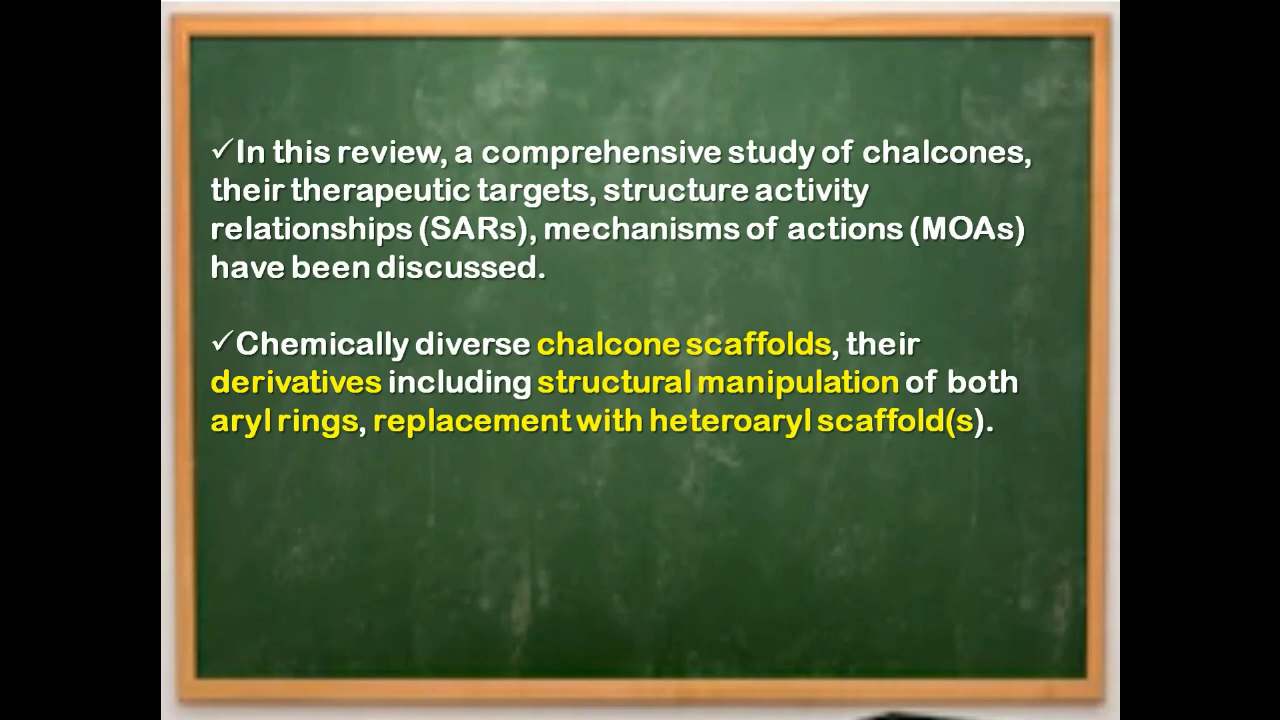 ✓In this review, a comprehensive study of chalcones,
their therapeutic targets, structure activity
relationships (SARs), mechanisms of actions (MOAs)
have been discussed.
✓Chemically diverse chalcone scaffolds, their
derivatives including structural manipulation of both
aryl rings, replacement with heteroaryl scaffold(s).